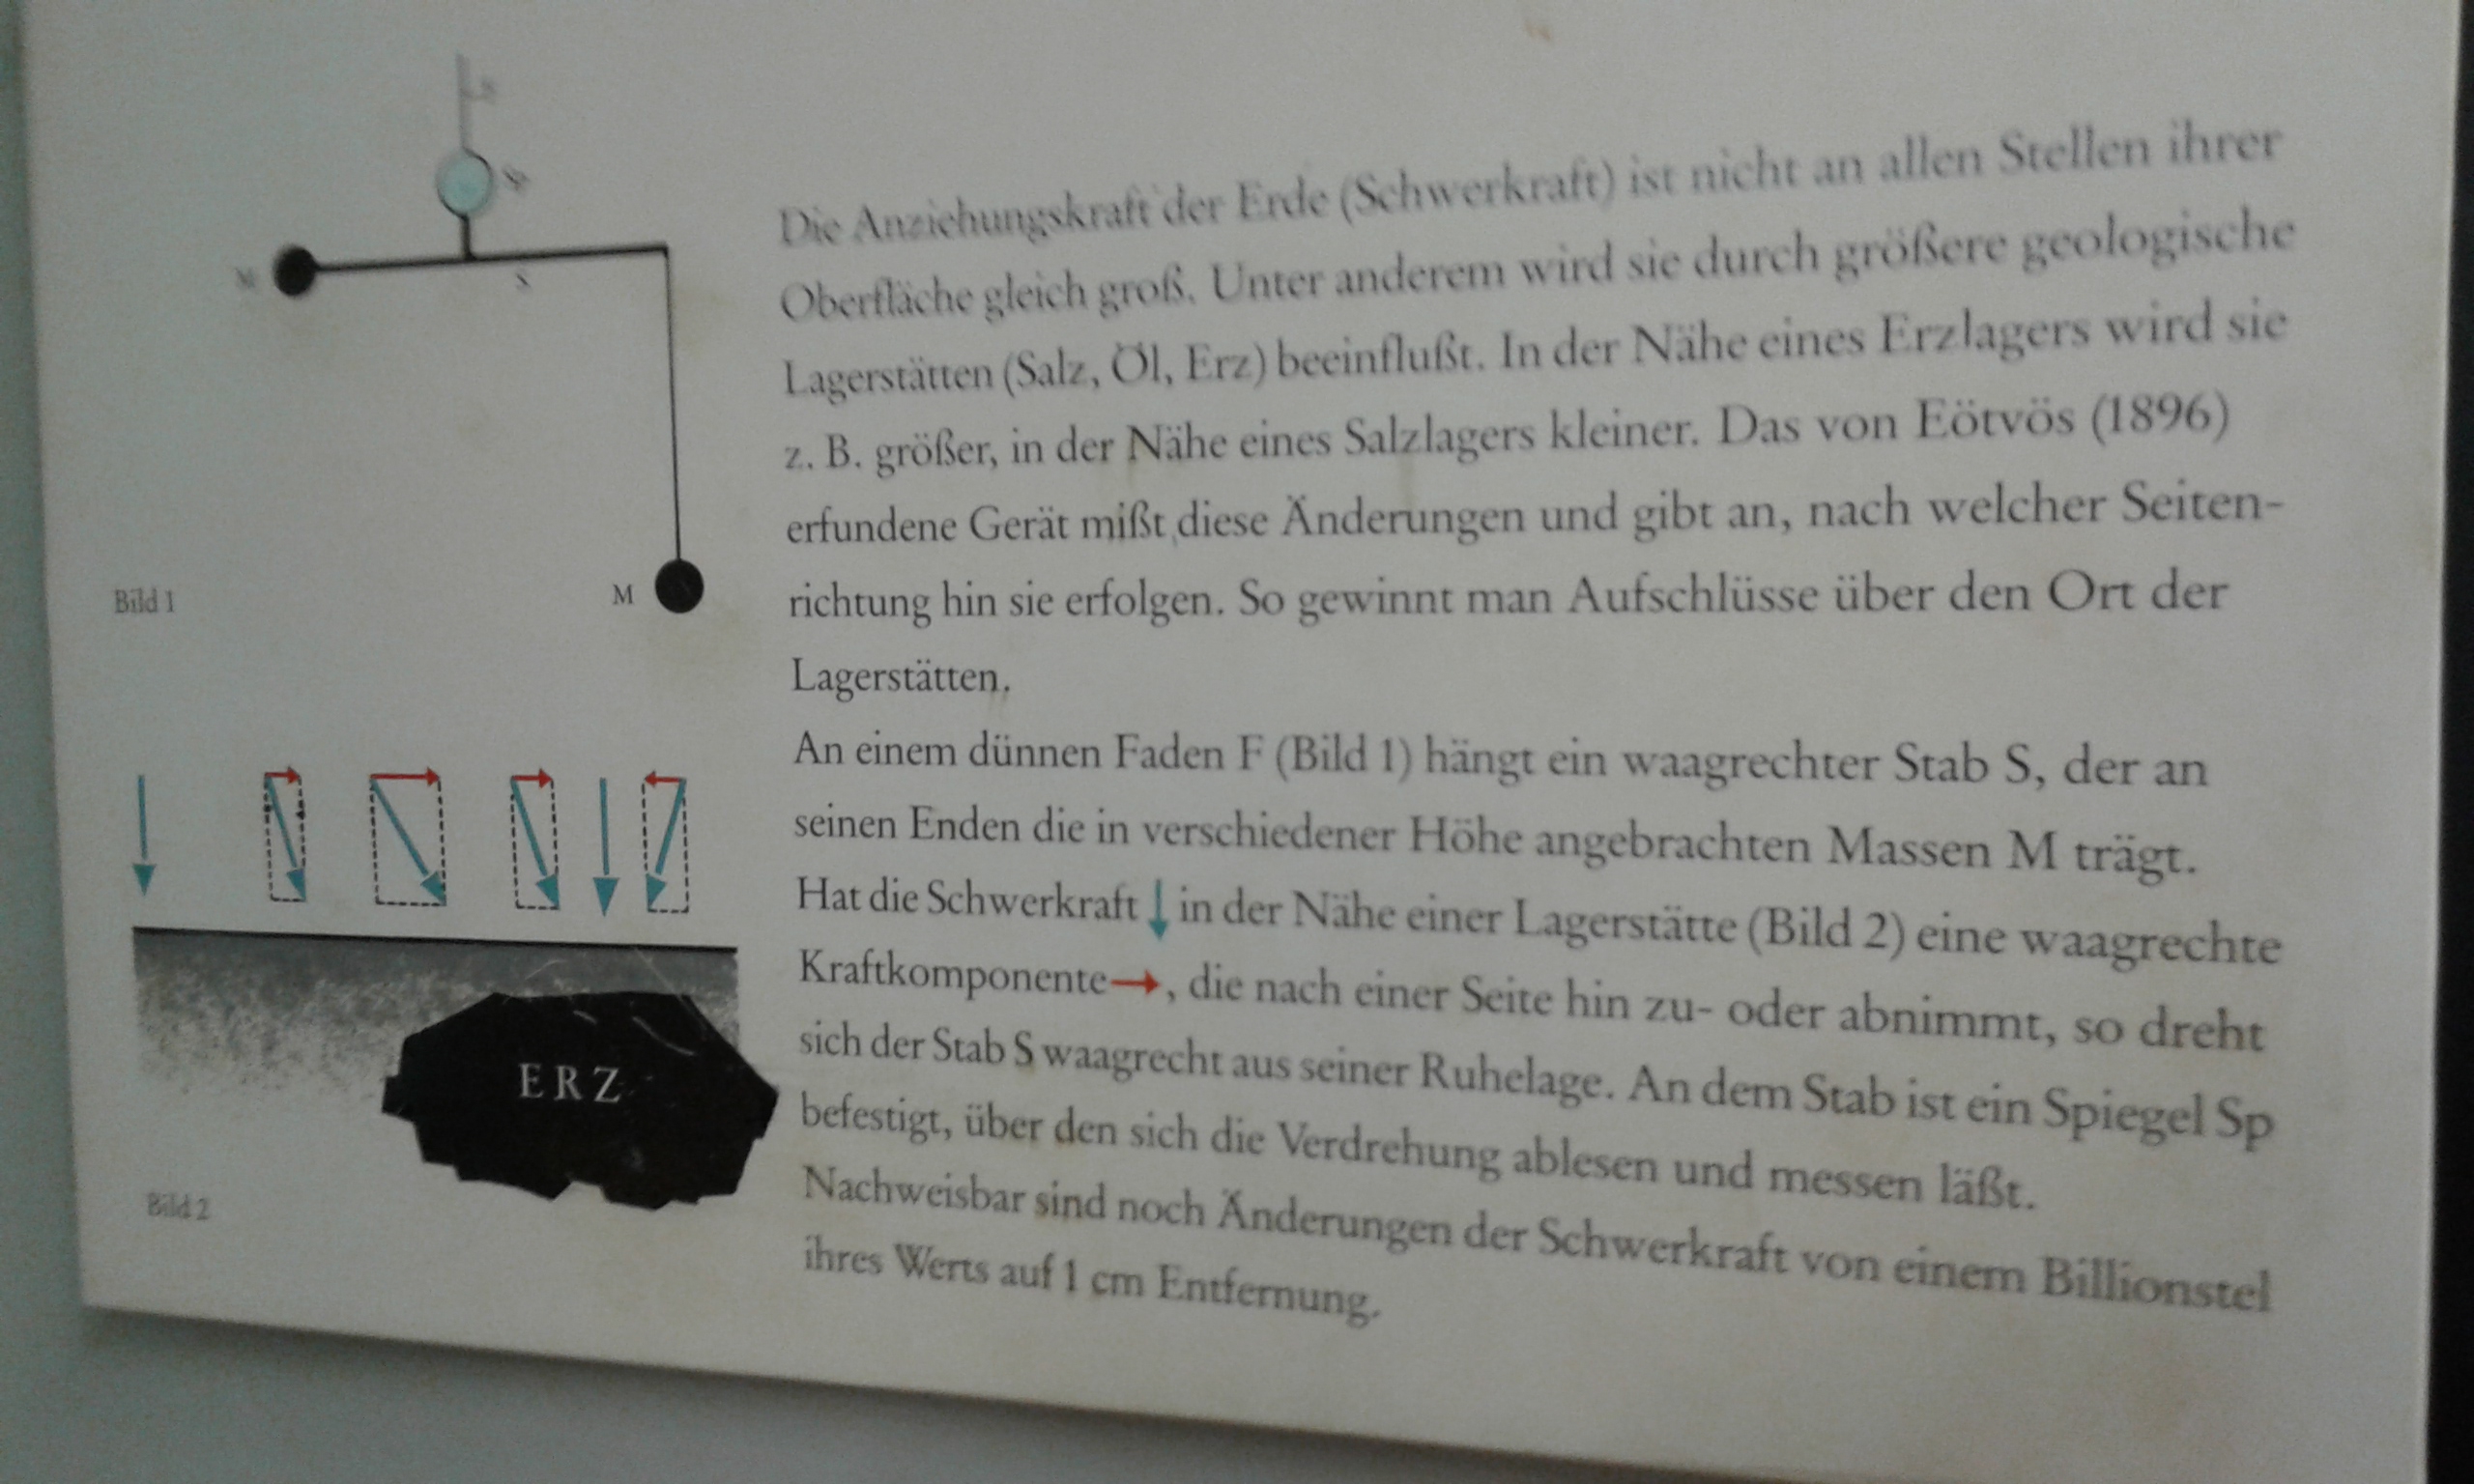 Sp
M
S
M
Bild 1
Die Anziehungskraft der Erde (Schwerkraft) ist nicht an allen Stellen ihrer
Oberfläche gleich groß. Unter anderem wird sie durch größere geologische
Lagerstätten (Salz, Öl, Erz) beeinflußt. In der Nähe eines Erzlagers wird sie
z. B. größer, in der Nähe eines Salzlagers kleiner. Das von Eötvös (1896)
erfundene Gerät mißt diese Änderungen und gibt an, nach welcher Seiten-
richtung hin sie erfolgen. So gewinnt man Aufschlüsse über den Ort der
Lagerstätten.
An einem dünnen Faden F (Bild 1) hängt ein waagrechter Stab S, der an
seinen Enden die in verschiedener Höhe angebrachten Massen M trägt.
Hat die Schwerkraft ↓ in der Nähe einer Lagerstätte (Bild 2) eine waagrechte
Kraftkomponente →, die nach einer Seite hin zu- oder abnimmt, so dreht
sich der Stab S waagrecht aus seiner Ruhelage. An dem Stab ist ein Spiegel Sp
befestigt, über den sich die Verdrehung ablesen und messen läßt.
Nachweisbar sind noch Änderungen der Schwerkraft von einem Billionstel
ihres Werts auf 1 cm Entfernung.
ERZ
Bild 2